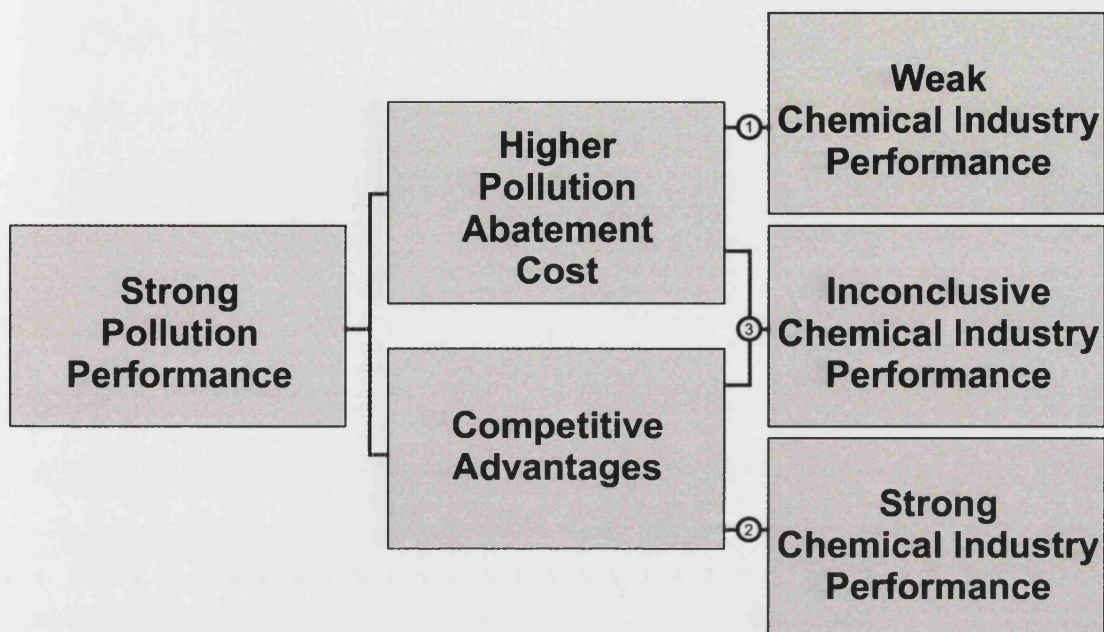 Strong
Pollution
Performance
Higher
Pollution
Abatement
Cost
Competitive
Advantages
1
3
2
Weak
Chemical Industry
Performance
Inconclusive
Chemical Industry
Performance
Strong
Chemical Industry
Performance